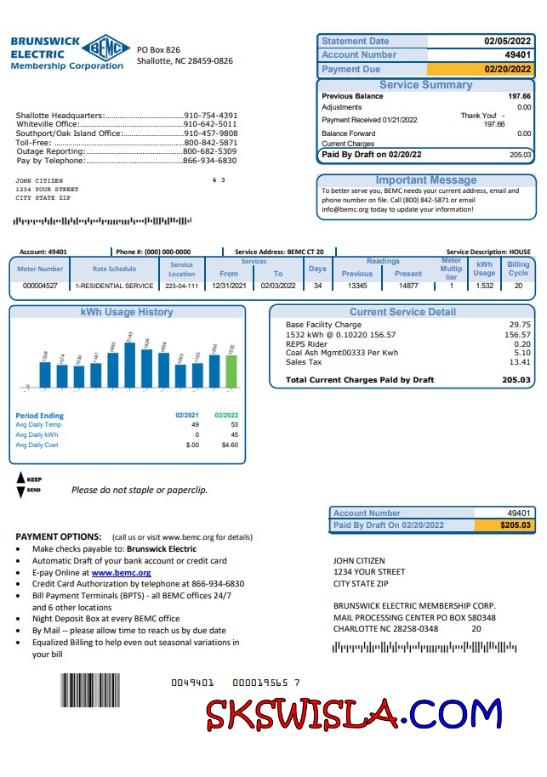 BRUNSWICK
ELECTRIC
BEMC
Membership Corporation
PO Box 826
Shallotte, NC 28459-0826
Statement Date 02/05/2022
Account Number 49401
Payment Due 02/20/2022
Service Summary
Previous Balance 197.66
Adjustments 0.00
Payment Received 01/21/2022 Thank You! - 197.66
Balance Forward 0.00
Current Charges
Paid By Draft on 02/20/22 205.03
Shallotte Headquarters:...910-754-4391
Whiteville Office:...910-642-5011
Southport/Oak Island Office:...910-457-9808
Toll-Free:...800-842-5871
Outage Reporting:...800-682-5309
Pay by Telephone:...866-934-6830
JOHN CITIZEN 4 3
1234 YOUR STREET
CITY STATE ZIP
Important Message
To better serve you, BEMC needs your current address, email and
phone number on file. Call (800) 842-5871 or email
info@bemc.org today to update your information!
Account: 49401 Phone #: (000) 000-0000 Service Address: BEMC CT 20 Service Description: HOUSE
Meter Number Rate Schedule Service Location Services From To Days Readings Previous Present Meter Multip lier kWh Usage Billing Cycle
000004527 1-RESIDENTIAL SERVICE 223-04-111 12/31/2021 02/03/2022 34 13345 14877 1 1.532 20
kWh Usage History
Period Ending 02/2021 02/2022
Avg Daily Temp 49 53
Avg Daily kWh 0 45
Avg Daily Cost $.00 $4.60
Current Service Detail
Base Facility Charge 29.75
1532 kWh @ 0.10220 156.57 156.57
REPS Rider 0.20
Coal Ash Mgmt00333 Per Kwh 5.10
Sales Tax 13.41
Total Current Charges Paid by Draft 205.03
KEEP
SEND
Please do not staple or paperclip.
Account Number 49401
Paid By Draft On 02/20/2022 $205.03
PAYMENT OPTIONS: (call us or visit www.bemc.org for details)
• Make checks payable to: Brunswick Electric
• Automatic Draft of your bank account or credit card
• E-pay Online at www.bemc.org
• Credit Card Authorization by telephone at 866-934-6830
• Bill Payment Terminals (BPTS) - all BEMC offices 24/7
and 6 other locations
• Night Deposit Box at every BEMC office
• By Mail -- please allow time to reach us by due date
• Equalized Billing to help even out seasonal variations in
your bill
JOHN CITIZEN
1234 YOUR STREET
CITY STATE ZIP
BRUNSWICK ELECTRIC MEMBERSHIP CORP.
MAIL PROCESSING CENTER PO BOX 580348
CHARLOTTE NC 28258-0348 20
0049401 000019565 7
SKSWISLA.COM